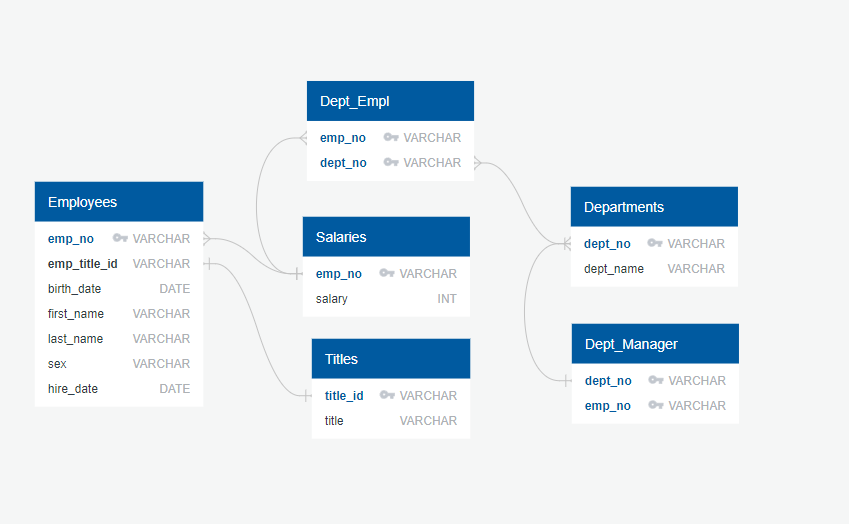 Dept_Empl
emp_no VARCHAR
dept_no VARCHAR
Employees
emp_no VARCHAR
emp_title_id VARCHAR
birth_date DATE
first_name VARCHAR
last_name VARCHAR
sex VARCHAR
hire_date DATE
Salaries
emp_no VARCHAR
salary INT
Titles
title_id VARCHAR
title VARCHAR
Departments
dept_no VARCHAR
dept_name VARCHAR
Dept_Manager
dept_no VARCHAR
emp_no VARCHAR